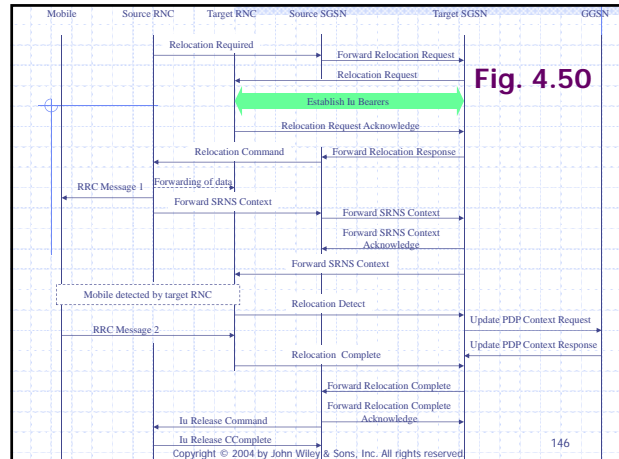 Mobile Source RNC Target RNC Source SGSN Target SGSN GGSN
Relocation Required
Forward Relocation Request
Relocation Request
Fig. 4.50
Establish Iu Bearers
Relocation Request Acknowledge
Relocation Command
Forward Relocation Response
Forwarding of data
RRC Message 1
Forward SRNS Context
Forward SRNS Context
Forward SRNS Context
Acknowledge
Forward SRNS Context
Mobile detected by target RNC
Relocation Detect
Update PDP Context Request
RRC Message 2
Update PDP Context Response
Relocation Complete
Forward Relocation Complete
Forward Relocation Complete
Acknowledge
Iu Release Command
Iu Release CComplete
146
Copyright © 2004 by John Wiley & Sons, Inc. All rights reserved